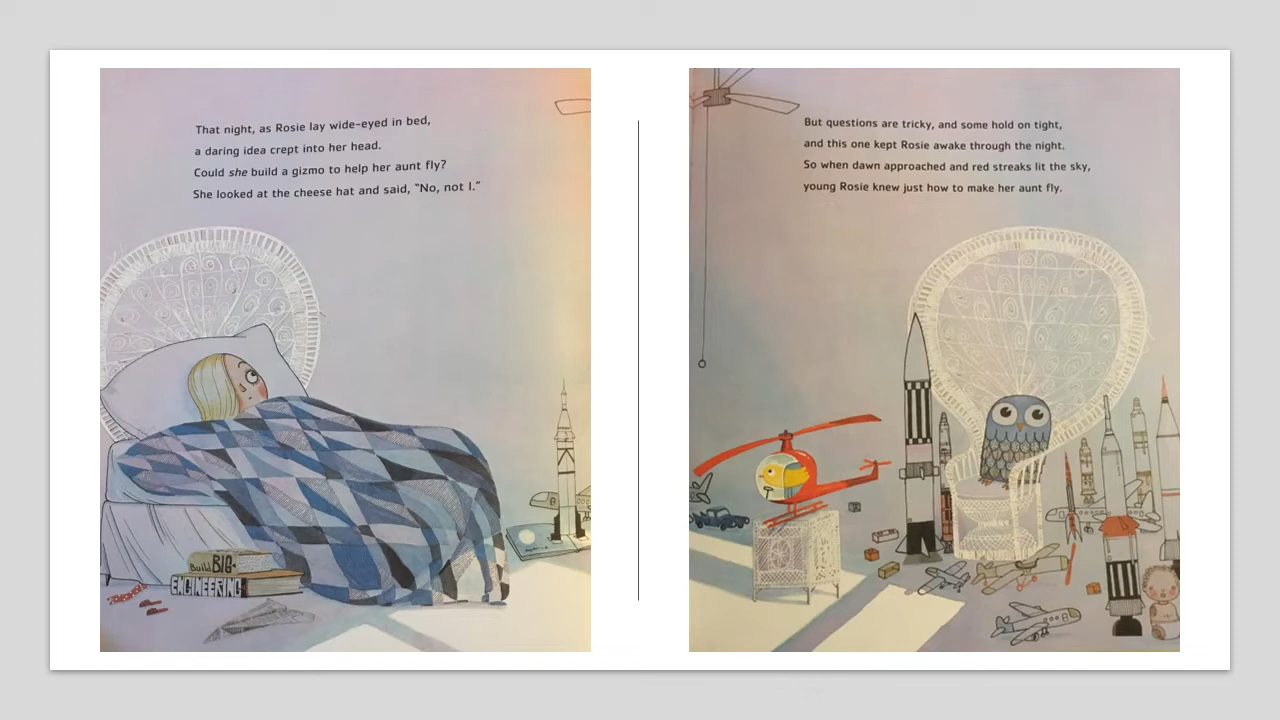 That night, as Rosie lay wide-eyed in bed,
a daring idea crept into her head.
Could she build a gizmo to help her aunt fly?
She looked at the cheese hat and said, “No, not I.”
Build BIG
ENGINEERING
But questions are tricky, and some hold on tight,
and this one kept Rosie awake through the night.
So when dawn approached and red streaks lit the sky,
young Rosie knew just how to make her aunt fly.